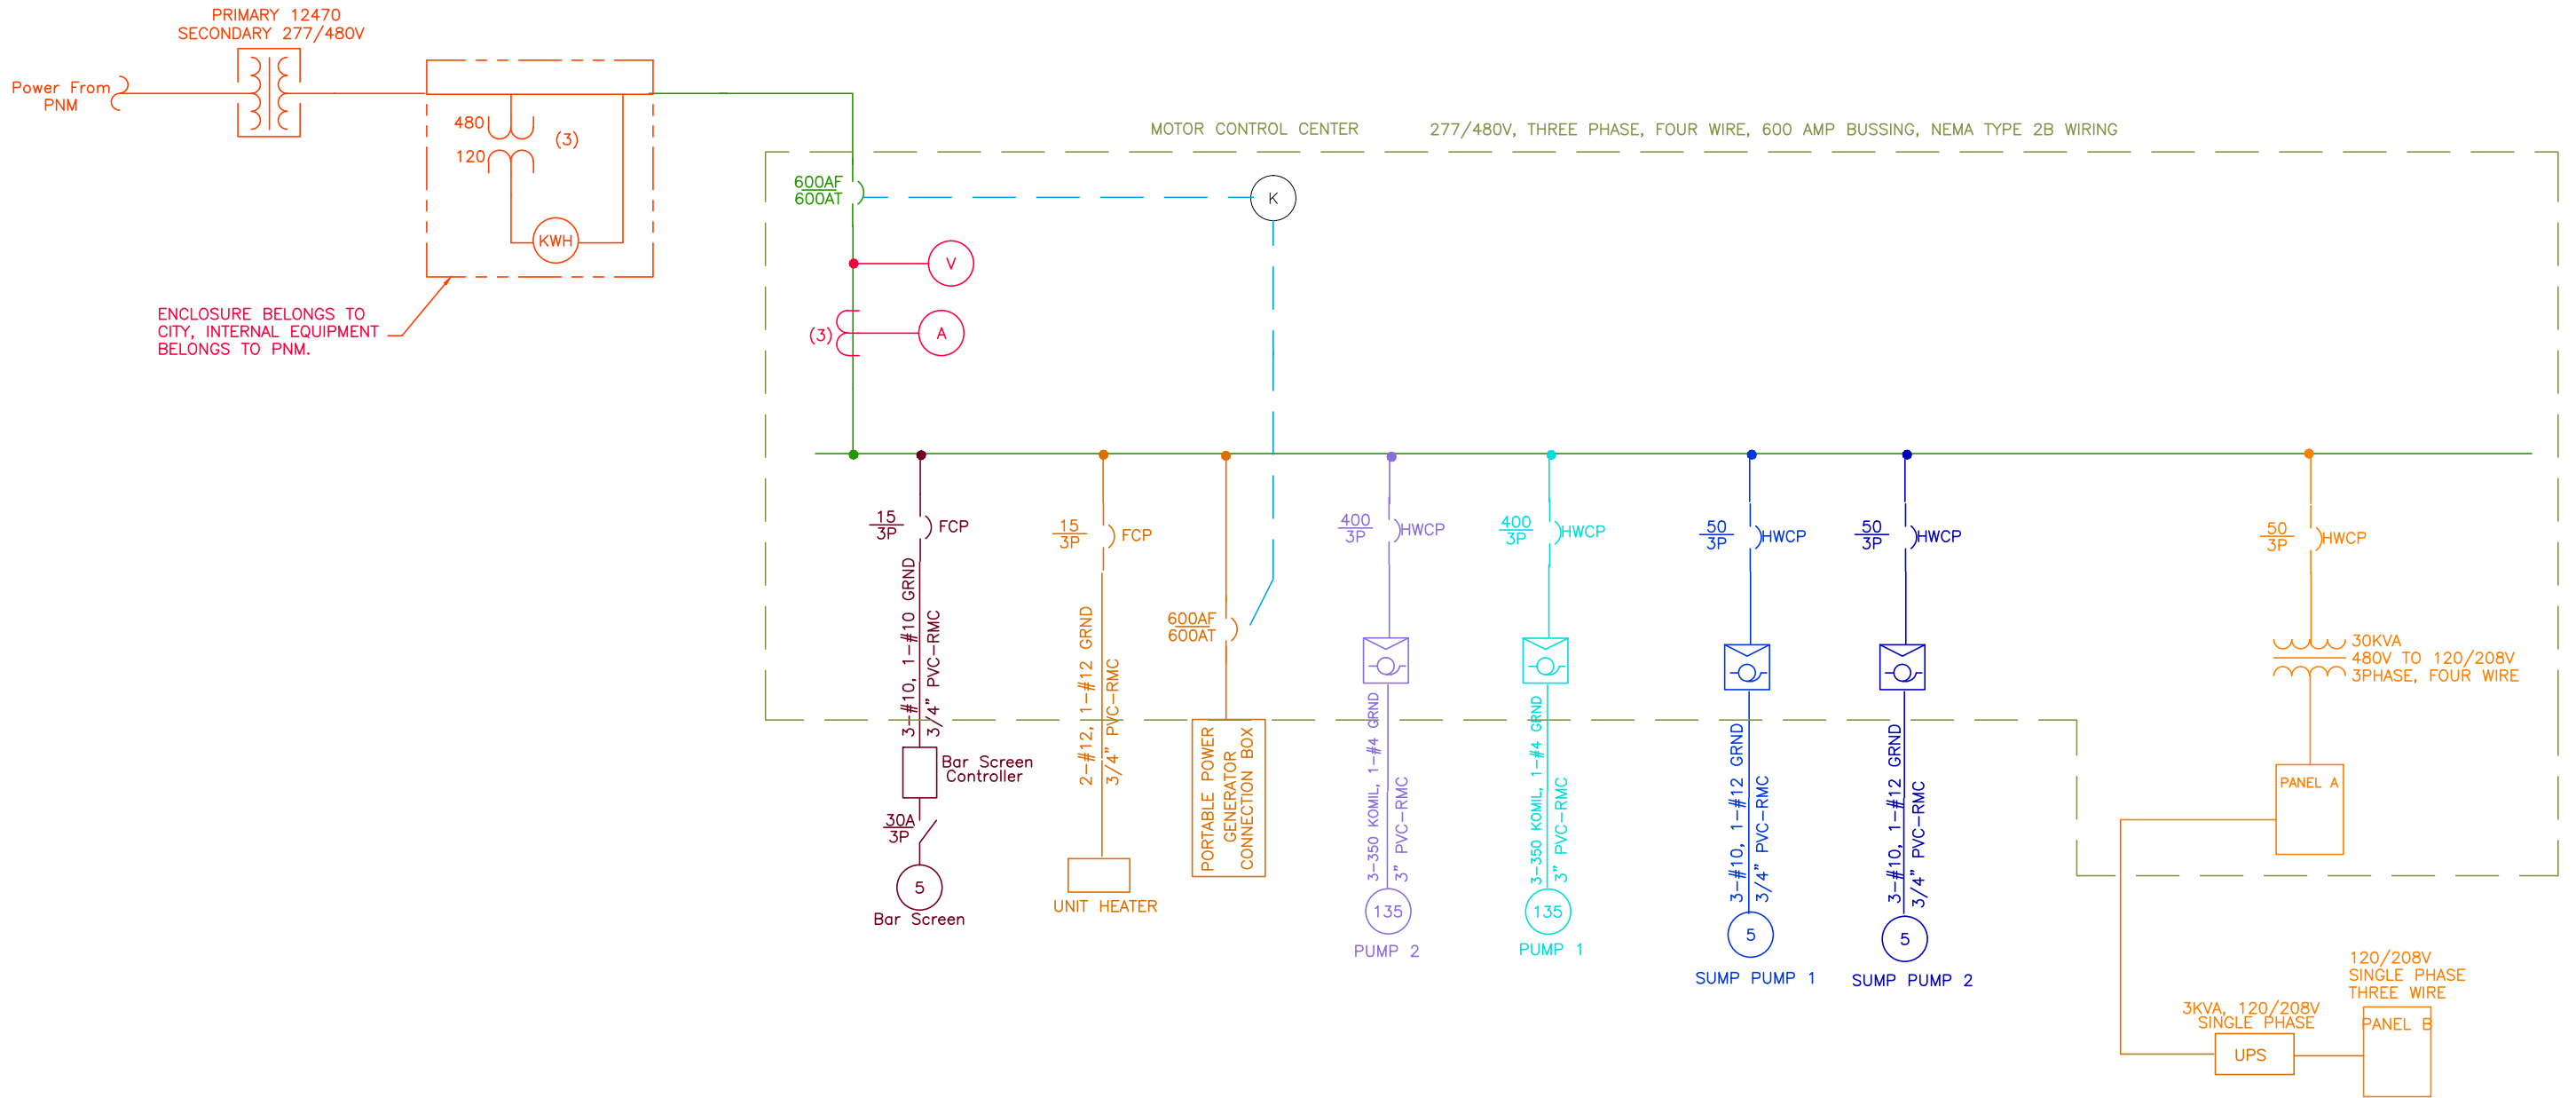 PRIMARY 12470
SECONDARY 277/480V
Power From
PNM
480
120
(3)
KWH
ENCLOSURE BELONGS TO
CITY, INTERNAL EQUIPMENT
BELONGS TO PNM.
MOTOR CONTROL CENTER
277/480V, THREE PHASE, FOUR WIRE, 600 AMP BUSSING, NEMA TYPE 2B WIRING
600AF
600AT
K
V
(3)
A
15
3P
FCP
3-#10, 1-#10 GRND
3/4" PVC-RMC
Bar Screen
Controller
30A
3P
5
Bar Screen
15
3P
FCP
2-#12, 1-#12 GRND
3/4" PVC-RMC
UNIT HEATER
600AF
600AT
PORTABLE POWER
GENERATOR
CONNECTION BOX
400
3P
HWCP
3-350 KOMIL, 1-#4 GRND
3" PVC-RMC
135
PUMP 2
400
3P
HWCP
3-350 KOMIL, 1-#4 GRND
3" PVC-RMC
135
PUMP 1
50
3P
HWCP
3-#10, 1-#12 GRND
3/4" PVC-RMC
5
SUMP PUMP 1
50
3P
HWCP
3-#10, 1-#12 GRND
3/4" PVC-RMC
5
SUMP PUMP 2
50
3P
HWCP
30KVA
480V TO 120/208V
3PHASE, FOUR WIRE
PANEL A
3KVA, 120/208V
SINGLE PHASE
UPS
120/208V
SINGLE PHASE
THREE WIRE
PANEL B